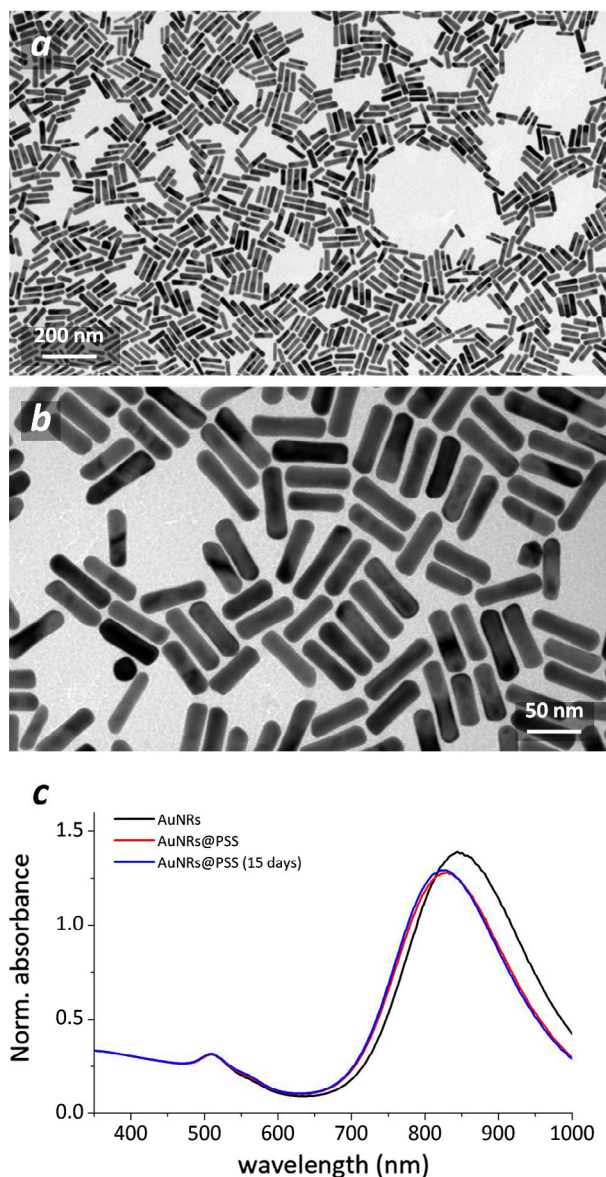 a
200 nm
b
50 nm
c
AuNRs
AuNRs@PSS
AuNRs@PSS (15 days)
1.5
1.0
0.5
0.0
Norm. absorbance
400 500 600 700 800 900 1000
wavelength (nm)